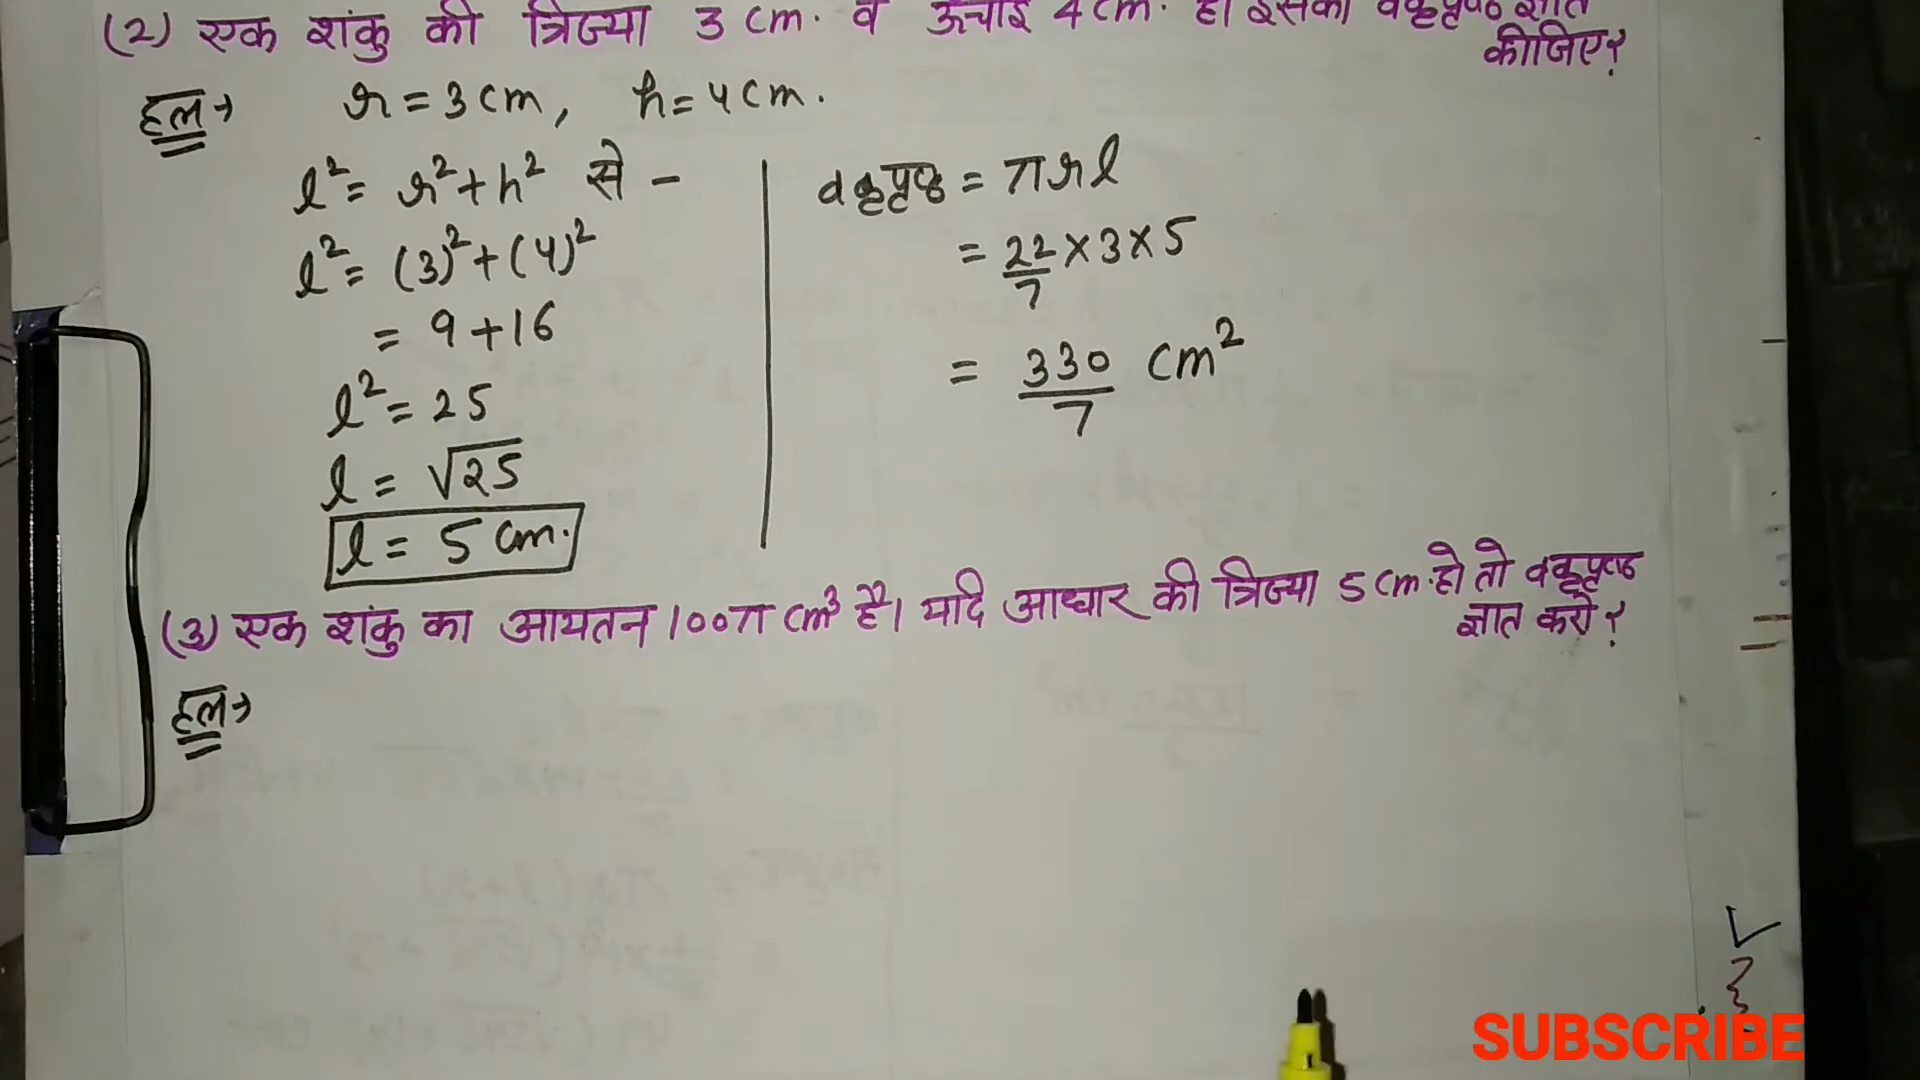 (2) एक शंकु की त्रिज्या 3 cm. व ऊँचाई 4 cm. है। इसका वक्रपृष्ठ ज्ञात
कीजिए?
हल→ r = 3 cm, h = 4 cm.
l² = r² + h² से –
l² = (3)² + (4)²
= 9 + 16
l² = 25
l = √25
l = 5 cm.
वक्रपृष्ठ = πrl
= 22/7 × 3 × 5
= 330/7 cm²
(3) एक शंकु का आयतन 100π cm³ है। यदि आधार की त्रिज्या 5 cm. हो तो वक्रपृष्ठ
ज्ञात करो?
हल→
SUBSCRIBE